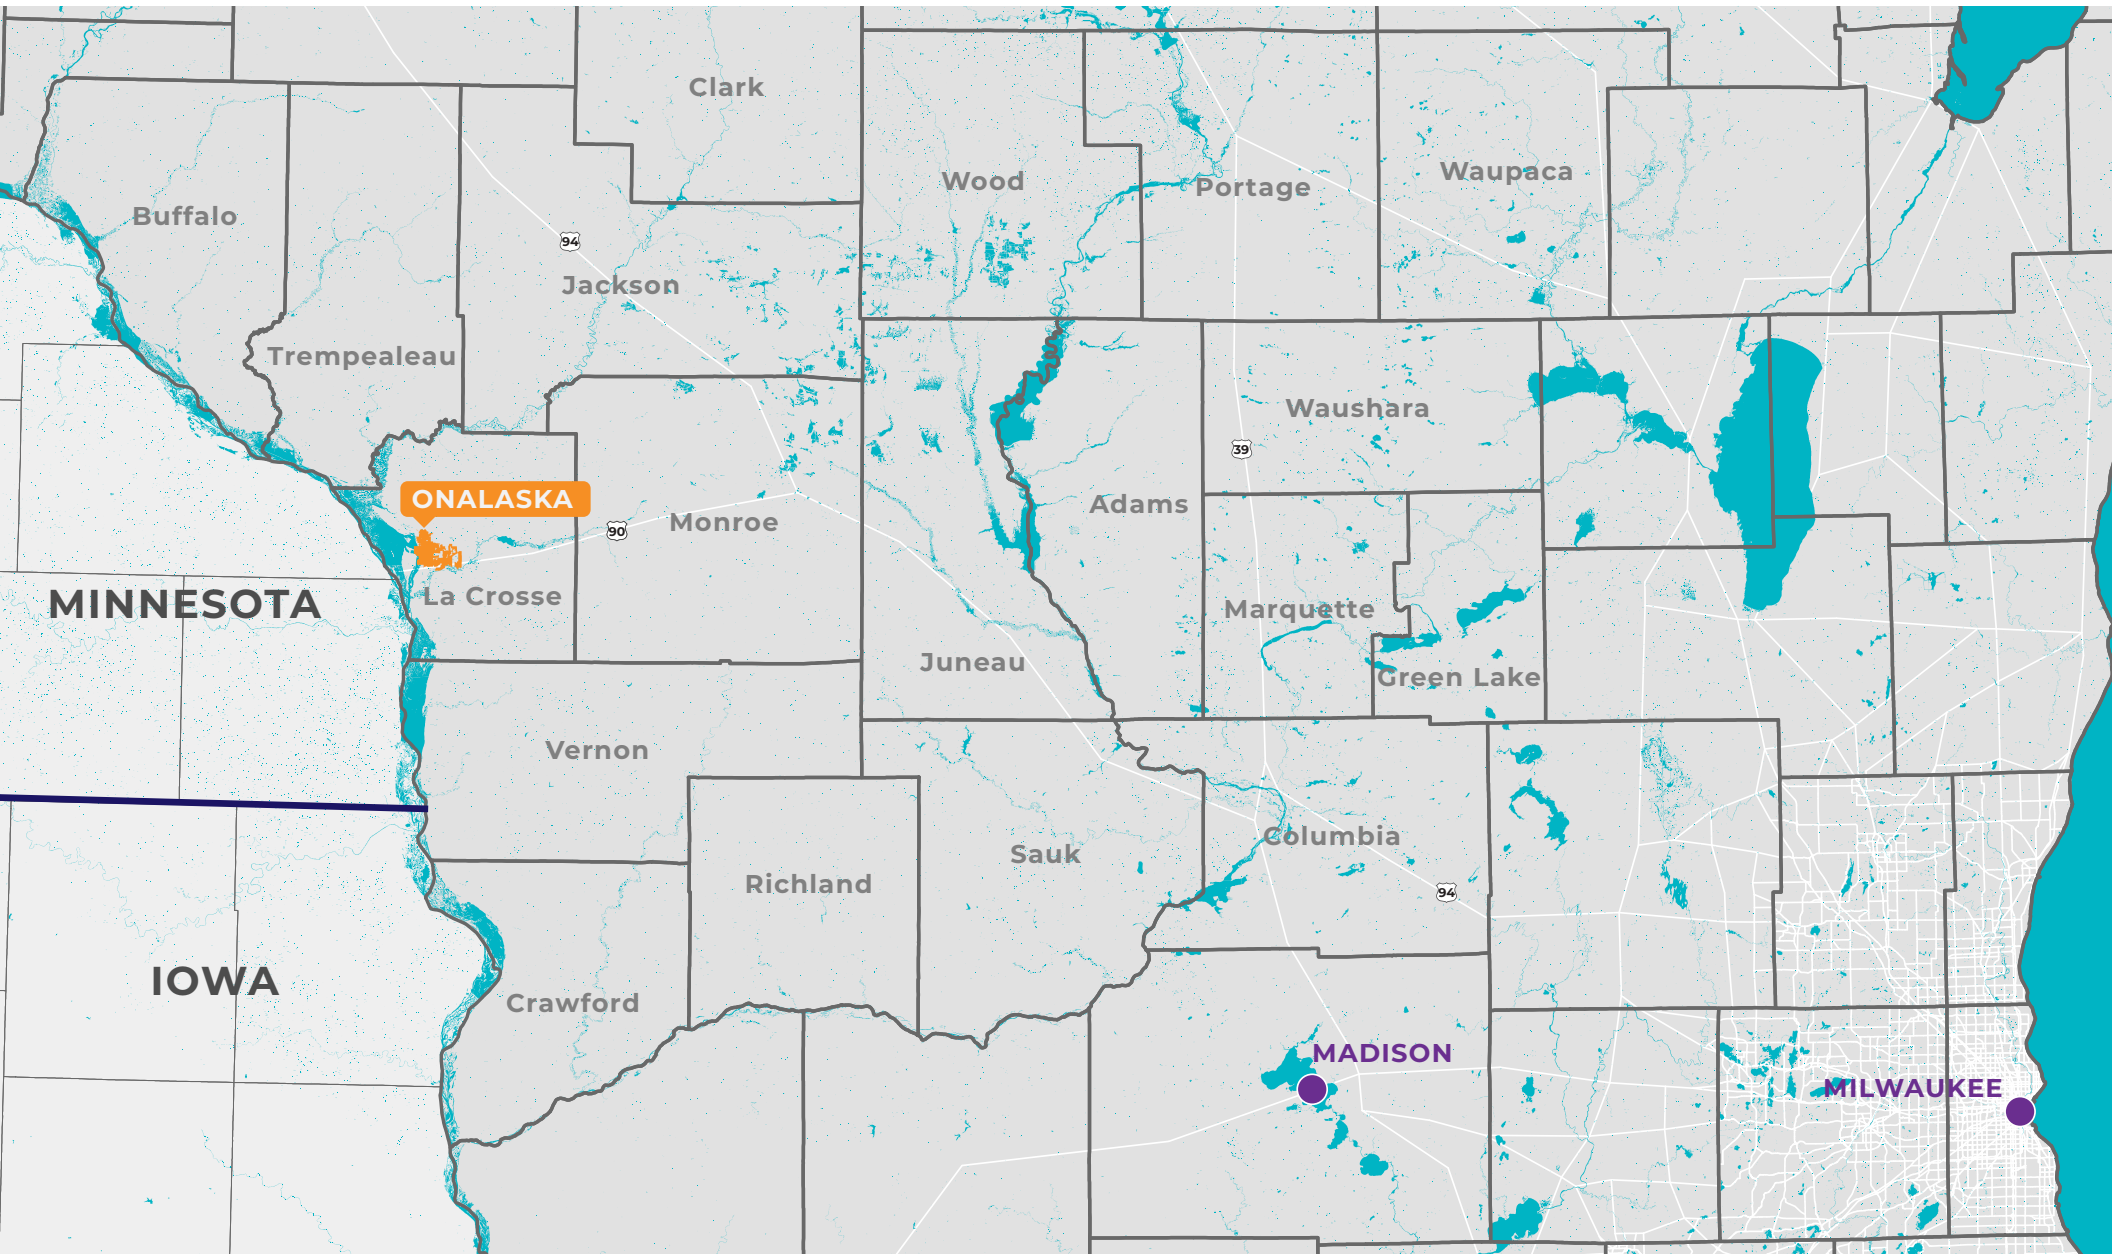 Clark
Wood
Portage
Waupaca
Buffalo
94
Jackson
Trempealeau
Waushara
39
ONALASKA
Adams
Monroe
90
La Crosse
MINNESOTA
Marquette
Juneau
Green Lake
Vernon
Columbia
Sauk
Richland
94
IOWA
Crawford
MADISON
MILWAUKEE